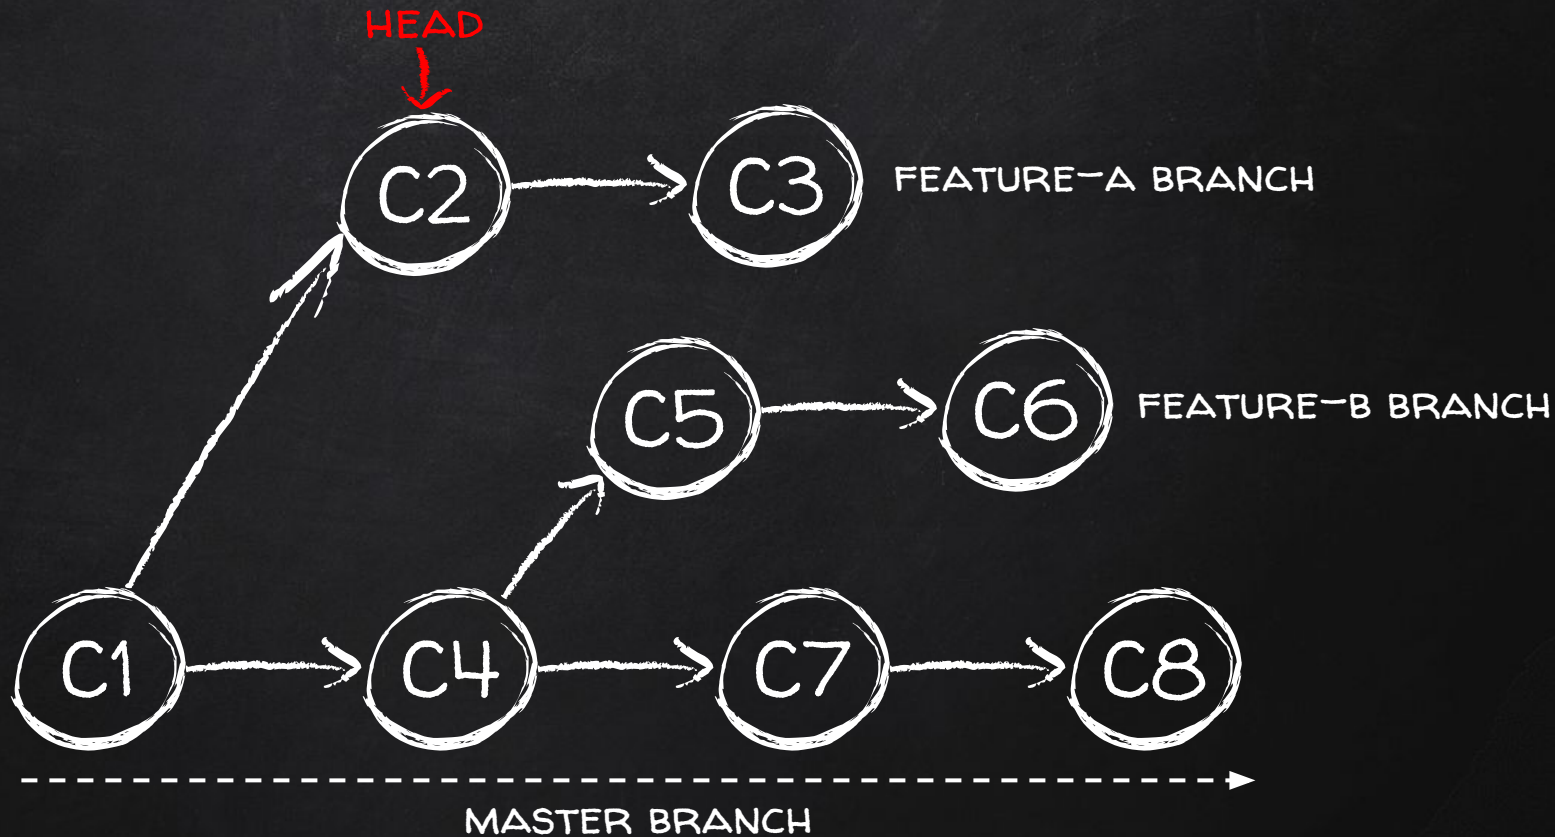 HEAD
C2
C3
FEATURE-A BRANCH
C5
C6
FEATURE-B BRANCH
C1
C4
C7
C8
MASTER BRANCH